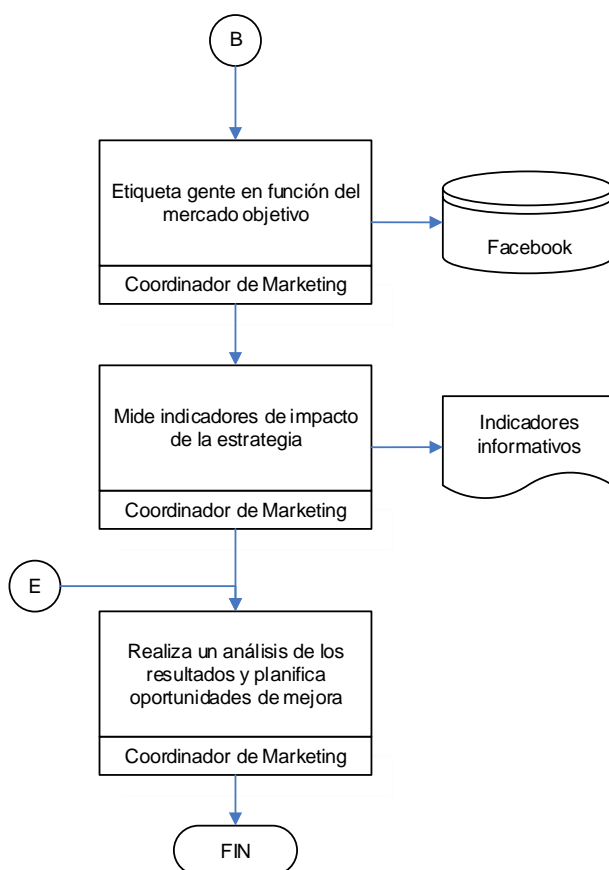 B
Etiqueta gente en función del
mercado objetivo
Coordinador de Marketing
Facebook
Mide indicadores de impacto
de la estrategia
Coordinador de Marketing
Indicadores
informativos
E
Realiza un análisis de los
resultados y planifica
oportunidades de mejora
Coordinador de Marketing
FIN